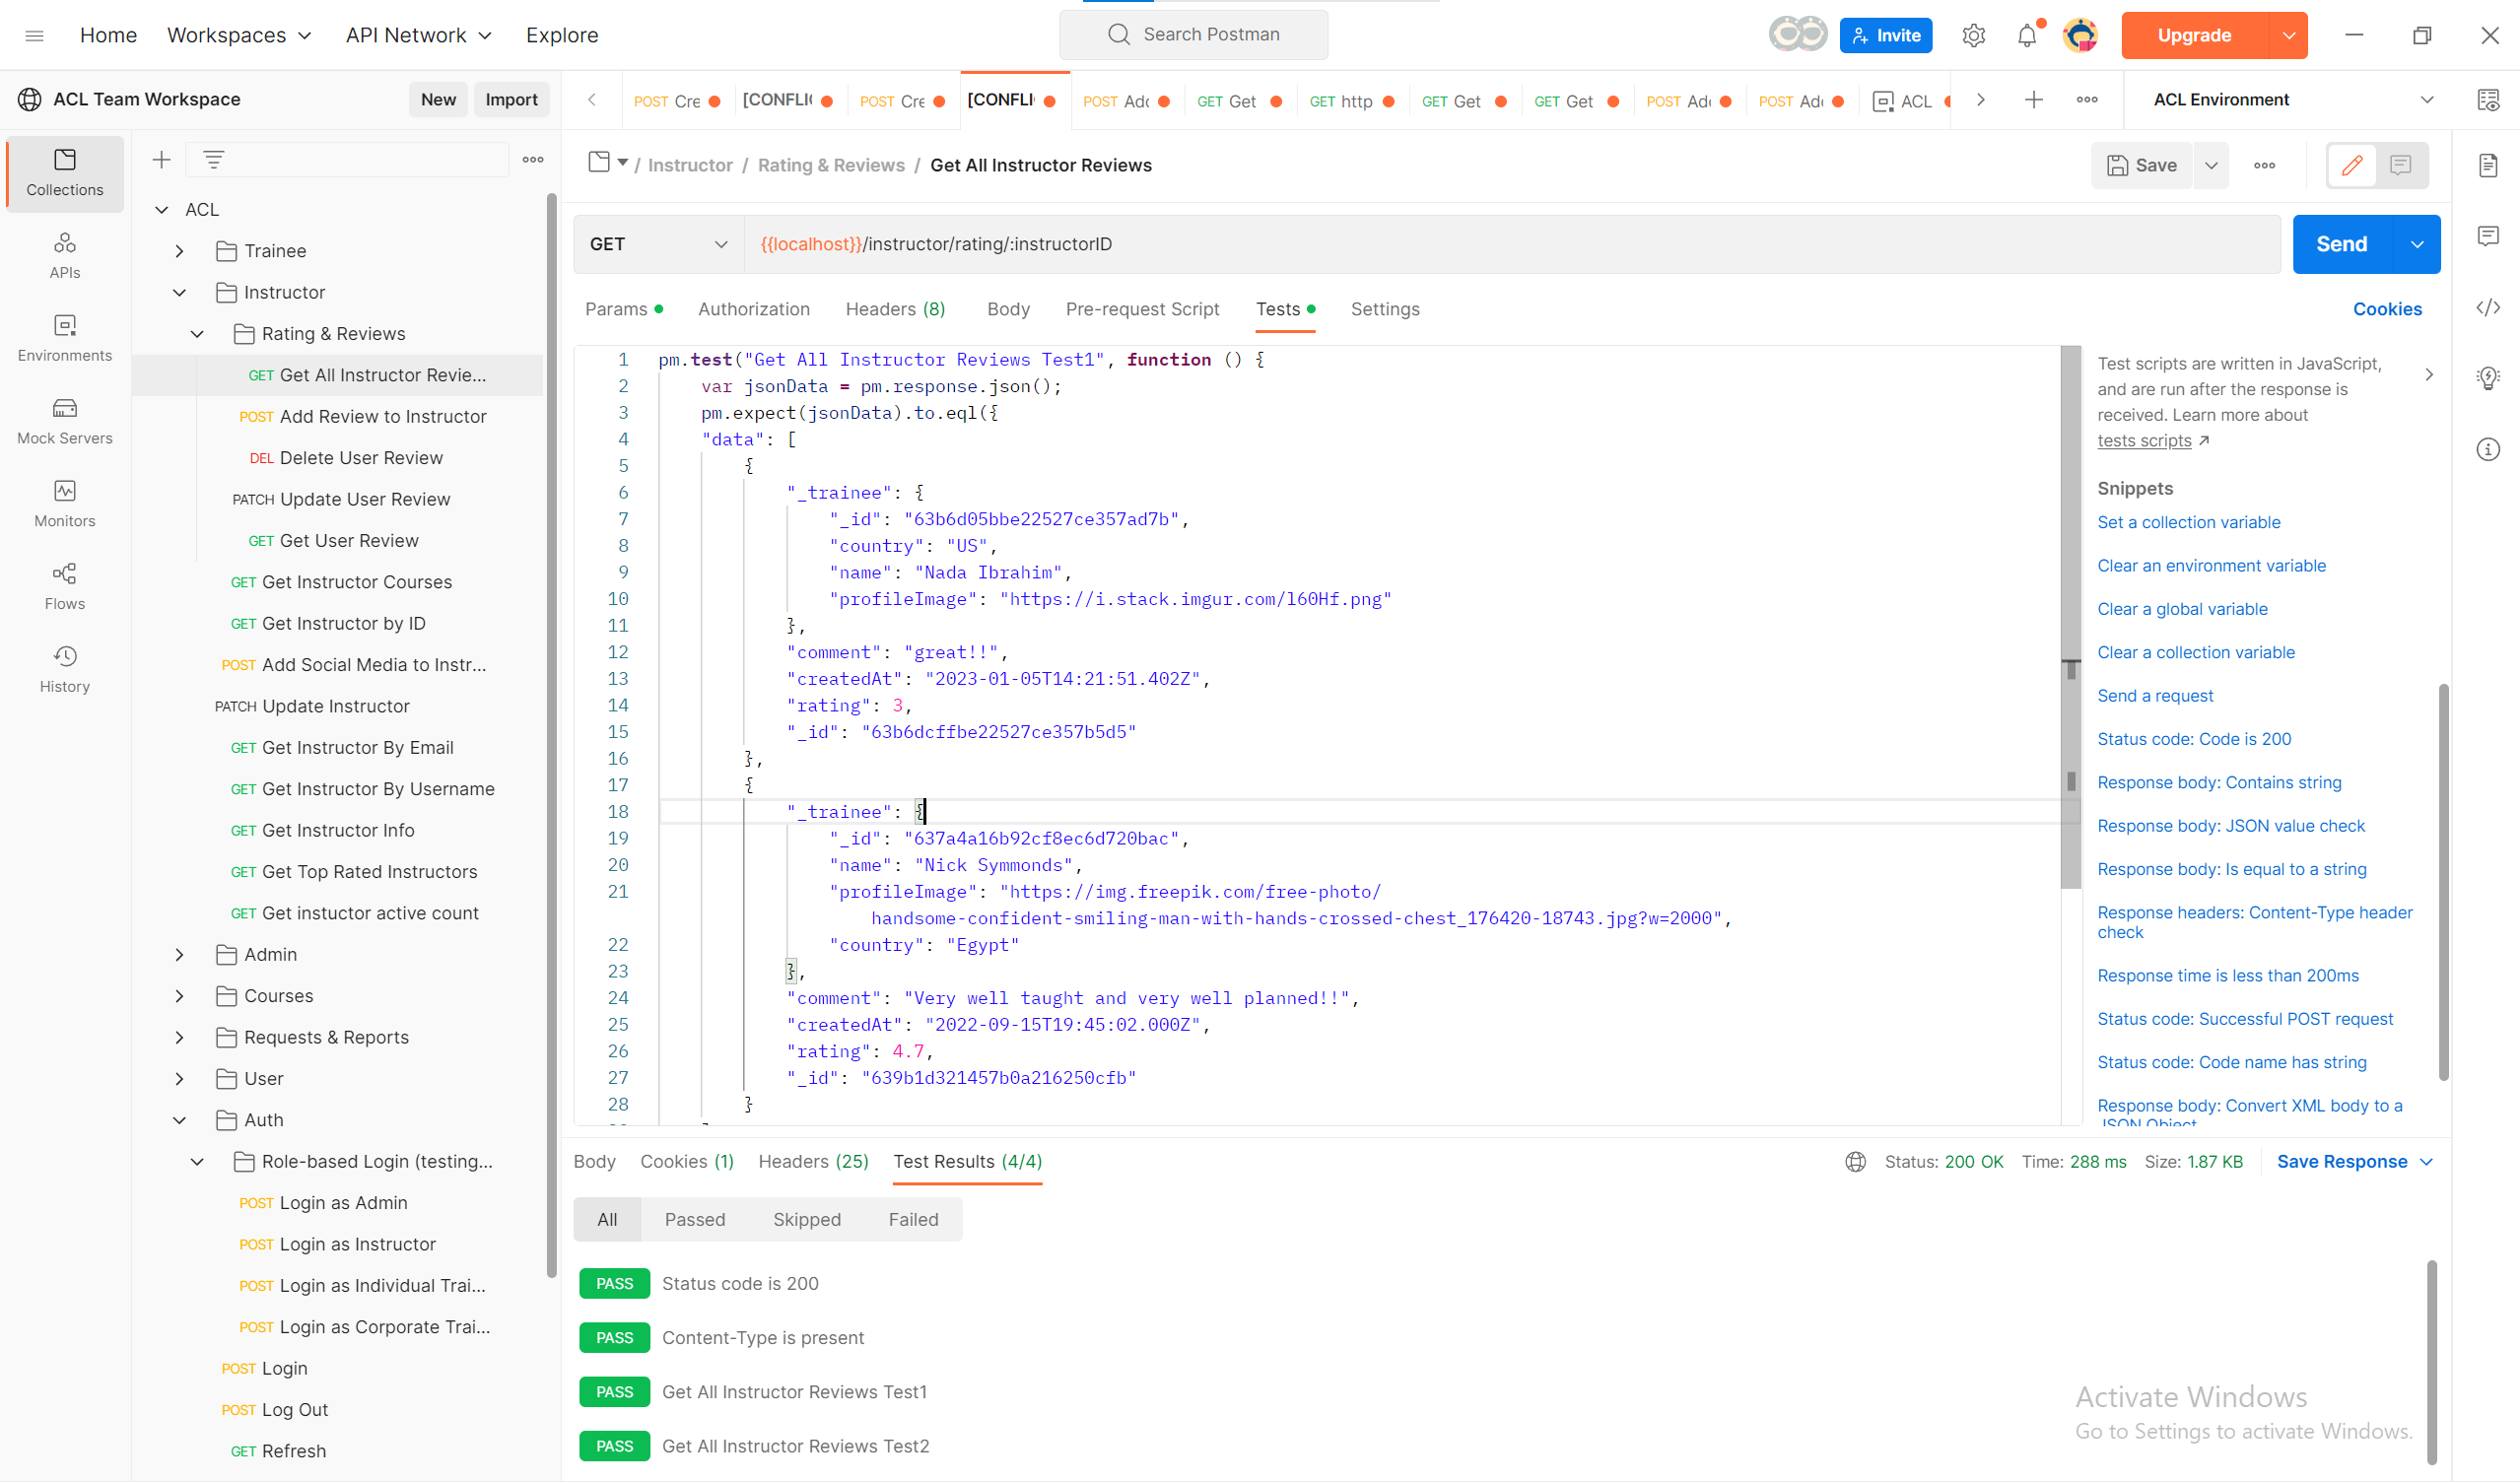 Home
Workspaces
API Network
Explore
Search Postman
Invite
Upgrade
ACL Team Workspace
New
Import
POST Cre
[CONFLI
POST Cre
[CONFLI
POST Adc
GET Get
GET http
GET Get
GET Get
POST Adc
POST Adc
ACL
ACL Environment
Collections
APIs
Environments
Mock Servers
Monitors
Flows
History
ACL
Trainee
Instructor
Rating & Reviews
GET Get All Instructor Revie...
POST Add Review to Instructor
DEL Delete User Review
PATCH Update User Review
GET Get User Review
GET Get Instructor Courses
GET Get Instructor by ID
POST Add Social Media to Instr...
PATCH Update Instructor
GET Get Instructor By Email
GET Get Instructor By Username
GET Get Instructor Info
GET Get Top Rated Instructors
GET Get instuctor active count
Admin
Courses
Requests & Reports
User
Auth
Role-based Login (testing...
POST Login as Admin
POST Login as Instructor
POST Login as Individual Trai...
POST Login as Corporate Trai...
POST Login
POST Log Out
GET Refresh
/ Instructor / Rating & Reviews / Get All Instructor Reviews
Save
GET
{{localhost}}/instructor/rating/:instructorID
Send
Params
Authorization
Headers (8)
Body
Pre-request Script
Tests
Settings
Cookies
1 pm.test("Get All Instructor Reviews Test1", function () {
2 var jsonData = pm.response.json();
3 pm.expect(jsonData).to.eql({
4 "data": [
5 {
6 "_trainee": {
7 "_id": "63b6d05bbe22527ce357ad7b",
8 "country": "US",
9 "name": "Nada Ibrahim",
10 "profileImage": "https://i.stack.imgur.com/l60Hf.png"
11 },
12 "comment": "great!!",
13 "createdAt": "2023-01-05T14:21:51.402Z",
14 "rating": 3,
15 "_id": "63b6dcffbe22527ce357b5d5"
16 },
17 {
18 "_trainee": {
19 "_id": "637a4a16b92cf8ec6d720bac",
20 "name": "Nick Symmonds",
21 "profileImage": "https://img.freepik.com/free-photo/
handsome-confident-smiling-man-with-hands-crossed-chest_176420-18743.jpg?w=2000",
22 "country": "Egypt"
23 },
24 "comment": "Very well taught and very well planned!!",
25 "createdAt": "2022-09-15T19:45:02.000Z",
26 "rating": 4.7,
27 "_id": "639b1d321457b0a216250cfb"
28 }
Test scripts are written in JavaScript,
and are run after the response is
received. Learn more about
tests scripts
Snippets
Set a collection variable
Clear an environment variable
Clear a global variable
Clear a collection variable
Send a request
Status code: Code is 200
Response body: Contains string
Response body: JSON value check
Response body: Is equal to a string
Response headers: Content-Type header
check
Response time is less than 200ms
Status code: Successful POST request
Status code: Code name has string
Response body: Convert XML body to a
JSON Object
Body
Cookies (1)
Headers (25)
Test Results (4/4)
Status: 200 OK
Time: 288 ms
Size: 1.87 KB
Save Response
All
Passed
Skipped
Failed
PASS Status code is 200
PASS Content-Type is present
PASS Get All Instructor Reviews Test1
PASS Get All Instructor Reviews Test2
Activate Windows
Go to Settings to activate Windows.